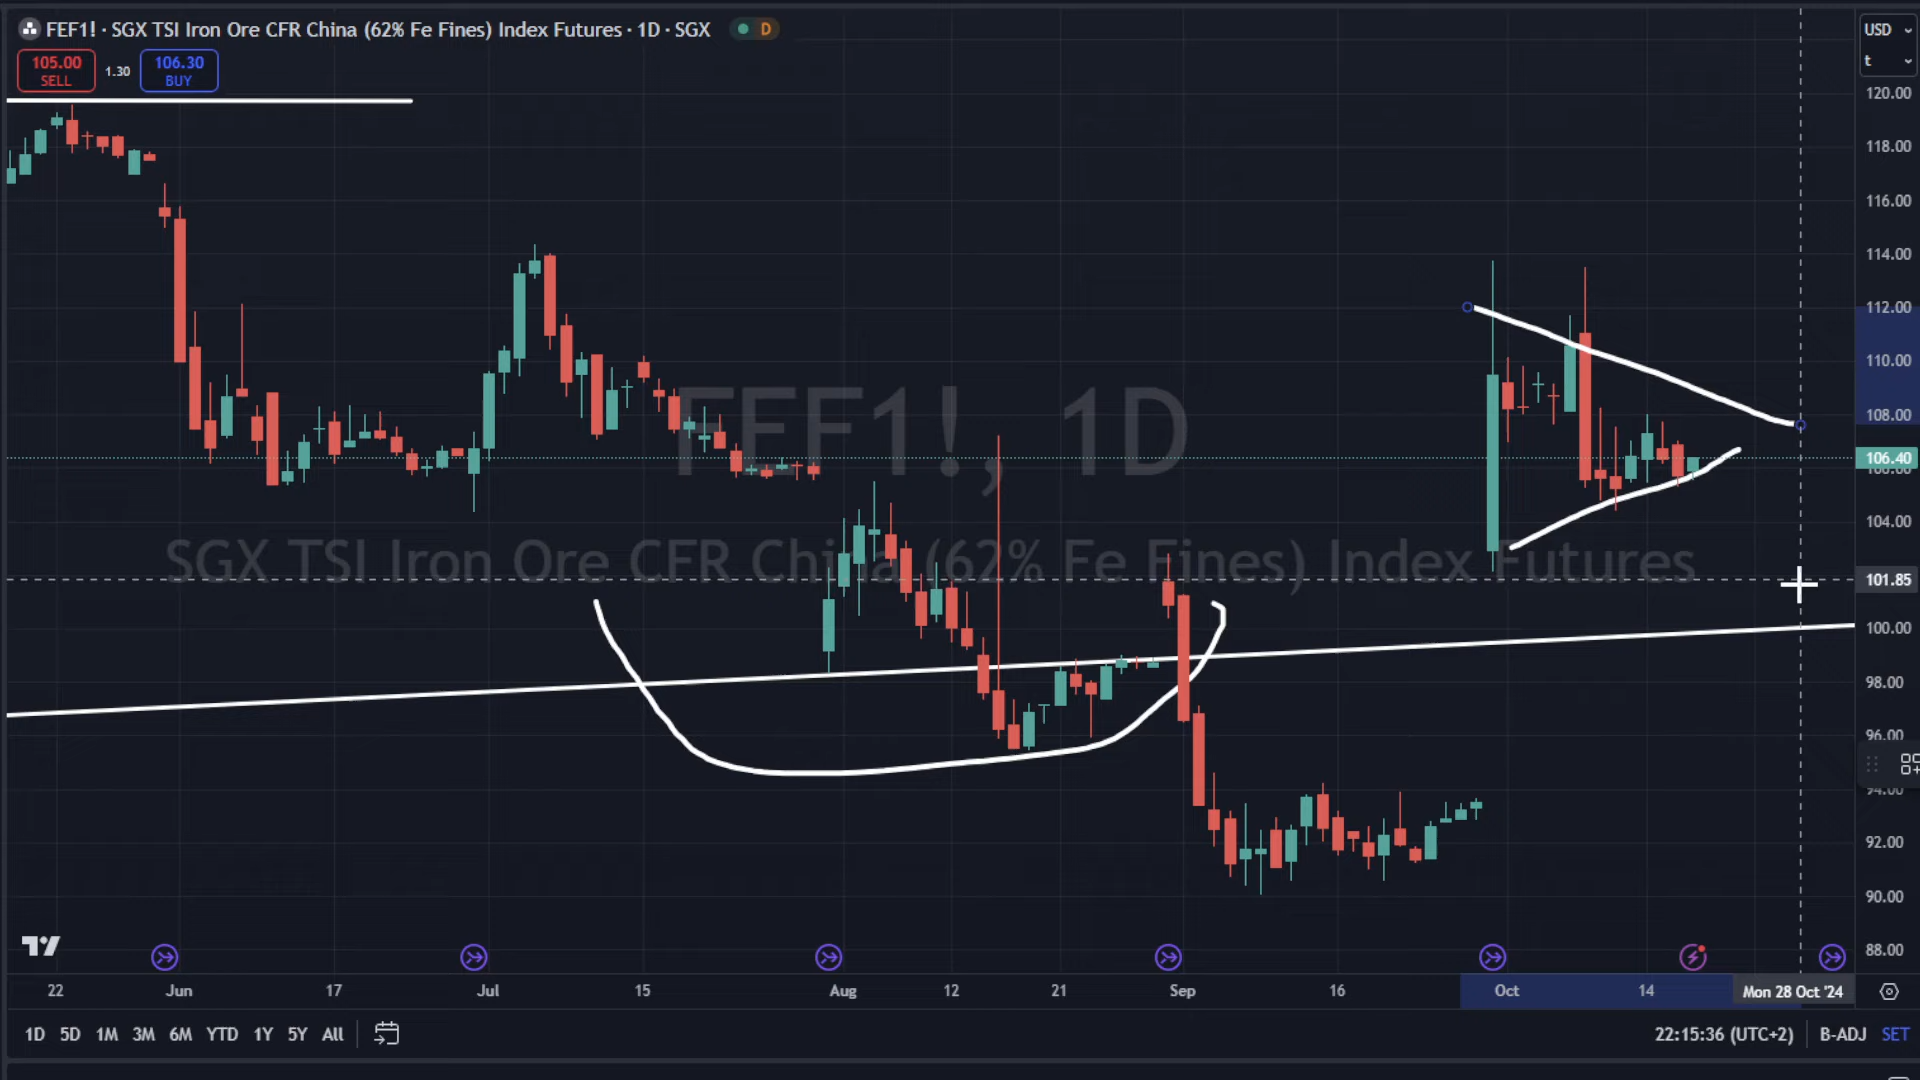 FEF1! · SGX TSI Iron Ore CFR China (62% Fe Fines) Index Futures · 1D · SGX
D
USD
105.00
SELL
1.30
106.30
BUY
t
120.00
118.00
116.00
114.00
112.00
110.00
108.00
106.40
104.00
101.85
100.00
98.00
96.00
94.00
92.00
90.00
88.00
FEF1!, 1D
SGX TSI Iron Ore CFR China (62% Fe Fines) Index Futures
22 Jun 17 Jul 15 Aug 12 21 Sep 16 Oct 14 Mon 28 Oct '24
1D 5D 1M 3M 6M YTD 1Y 5Y All 22:15:36 (UTC+2) B-ADJ SET